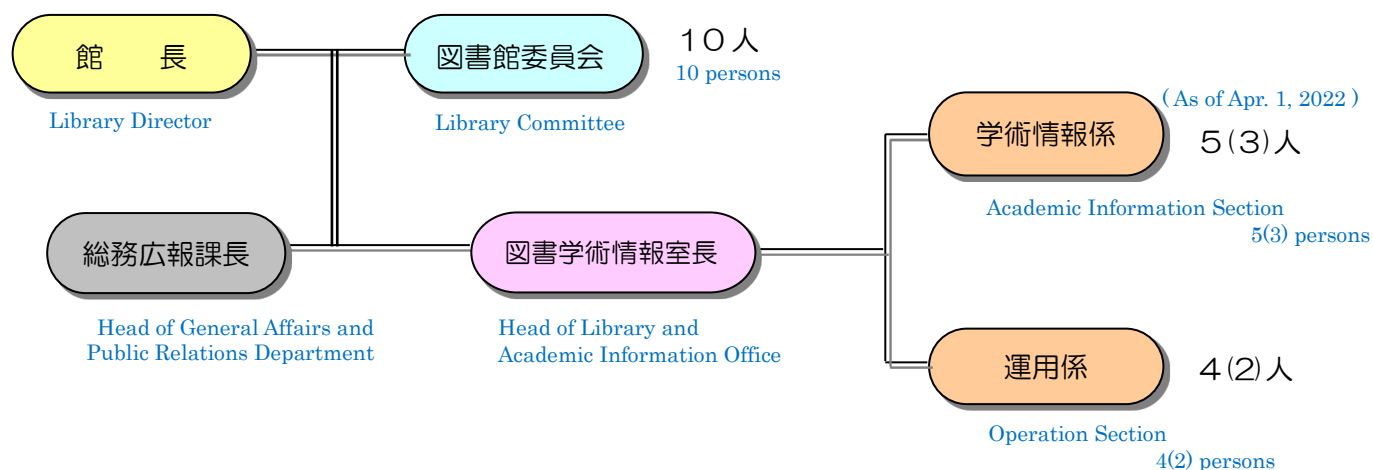 館　　長
Library Director
図書館委員会
Library Committee
１０人
10 persons
総務広報課長
Head of General Affairs and
Public Relations Department
図書学術情報室長
Head of Library and
Academic Information Office
( As of Apr. 1, 2022 )
学術情報係
５(３)人
Academic Information Section
5(3) persons
運用係
４(２)人
Operation Section
4(2) persons